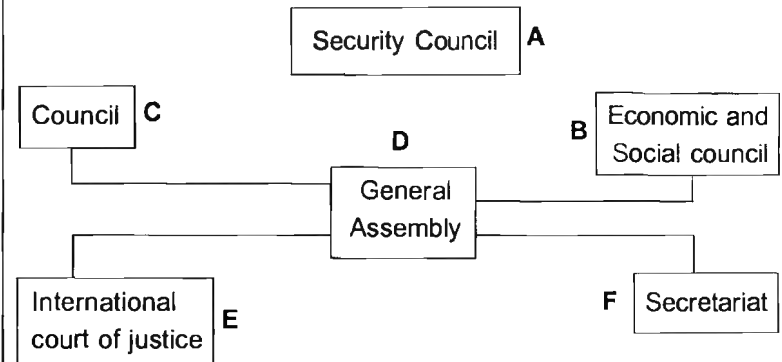 Security Council A
Council C
B Economic and
Social council
D
General
Assembly
International
court of justice E
F Secretariat